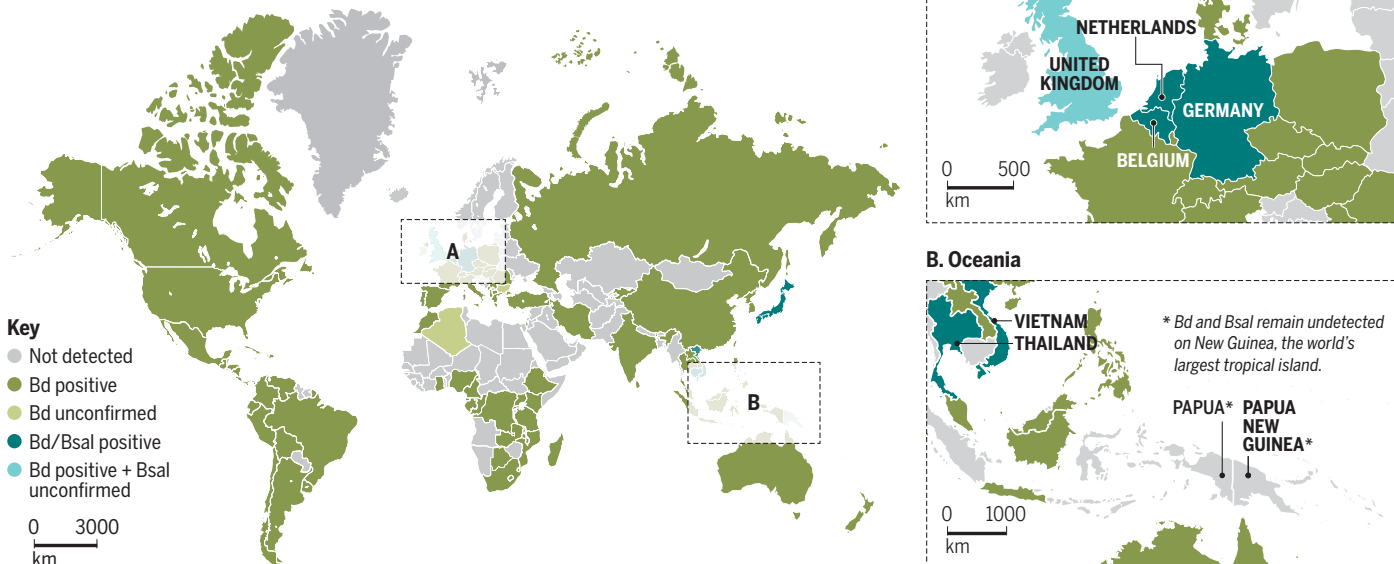 A
B
Key
Not detected
Bd positive
Bd unconfirmed
Bd/Bsal positive
Bd positive + Bsal
unconfirmed
0 3000
km
NETHERLANDS
UNITED
KINGDOM
GERMANY
BELGIUM
0 500
km
B. Oceania
VIETNAM
THAILAND
* Bd and Bsal remain undetected
on New Guinea, the world's
largest tropical island.
PAPUA* PAPUA
NEW
GUINEA*
0 1000
km